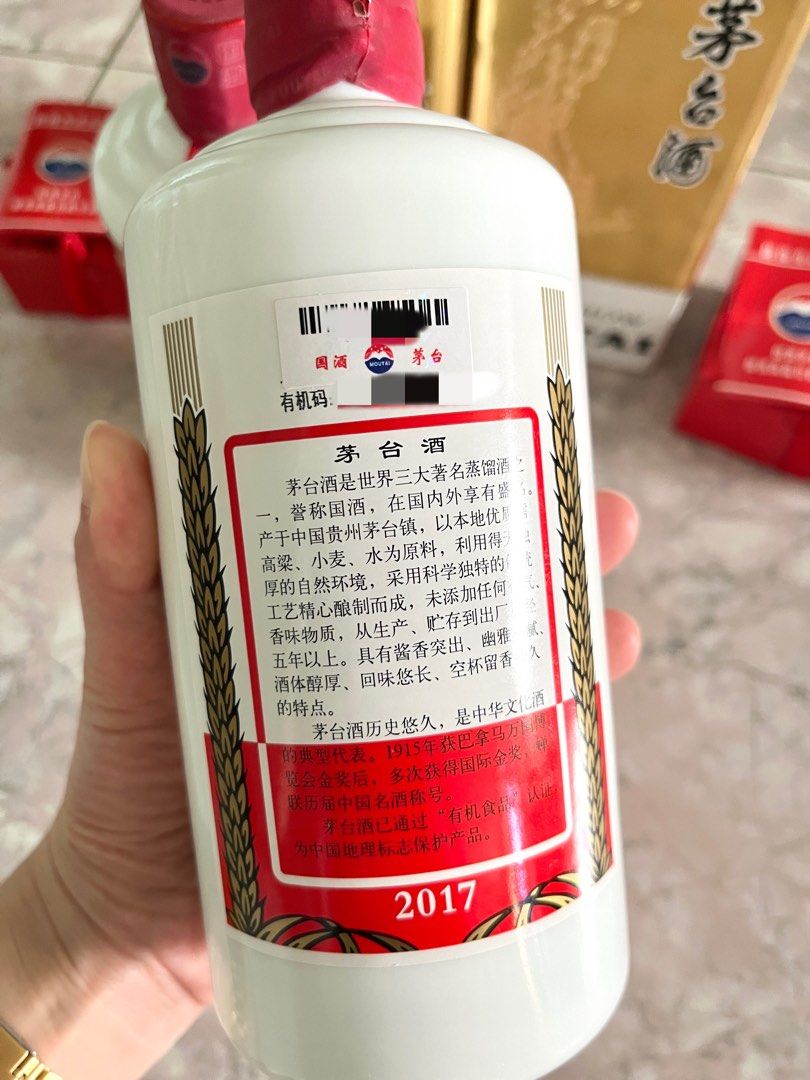 茅台酒
国酒 MOUTAI 茅台
有机码:
茅台酒
茅台酒是世界三大著名蒸馏酒之
一，誉称国酒，在国内外享有盛。
产于中国贵州茅台镇，以本地优
高粱、小麦、水为原料，利用得
厚的自然环境，采用科学独特的
工艺精心酿制而成，未添加任何
香味物质，从生产、贮存到出厂
五年以上。具有酱香突出、幽雅腻、
酒体醇厚、回味悠长、空杯留香久
的特点。
茅台酒历史悠久，是中华文化酒
的典型代表。1915年获巴拿马万国博
览会金奖后，多次获得国际金奖，蝉
联历届中国名酒称号。
茅台酒已通过“有机食品”认证，
为中国地理标志保护产品。
2017